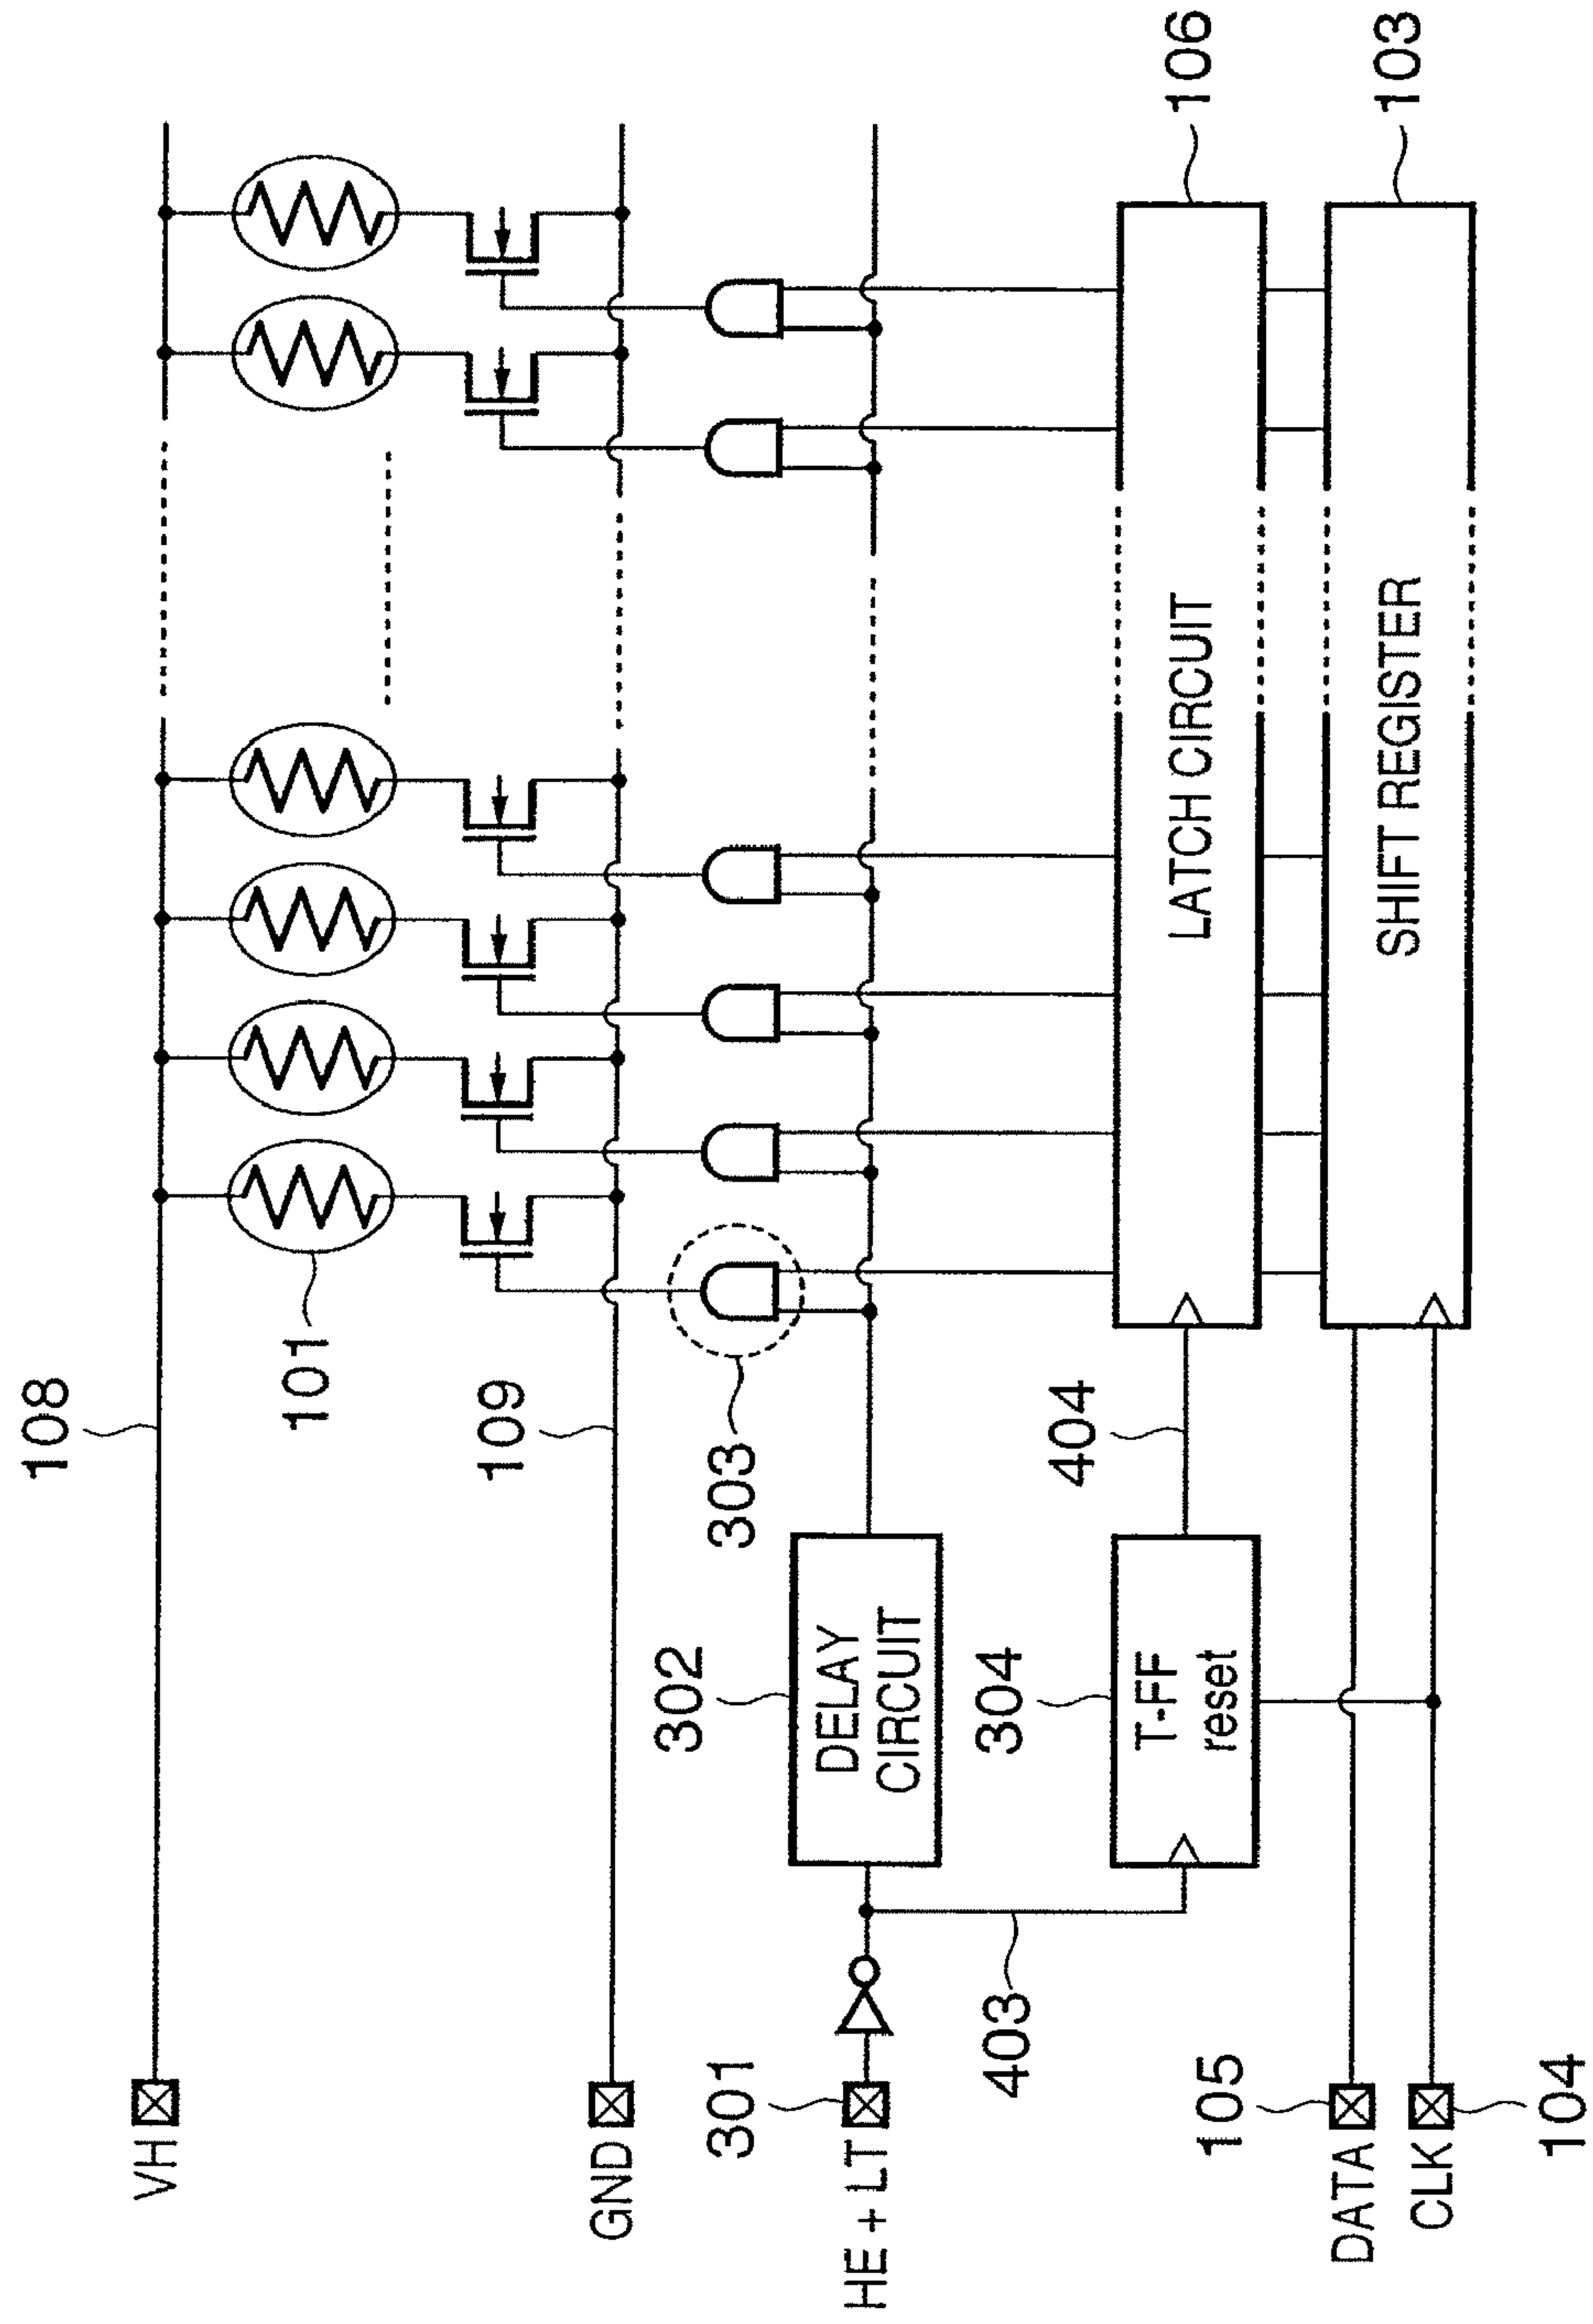 VH
108
101
GND
109
HE + LT
301
303
302
DELAY
CIRCUIT
403
304
T-FF
reset
404
LATCH CIRCUIT
106
105
DATA
SHIFT REGISTER
103
CLK
104